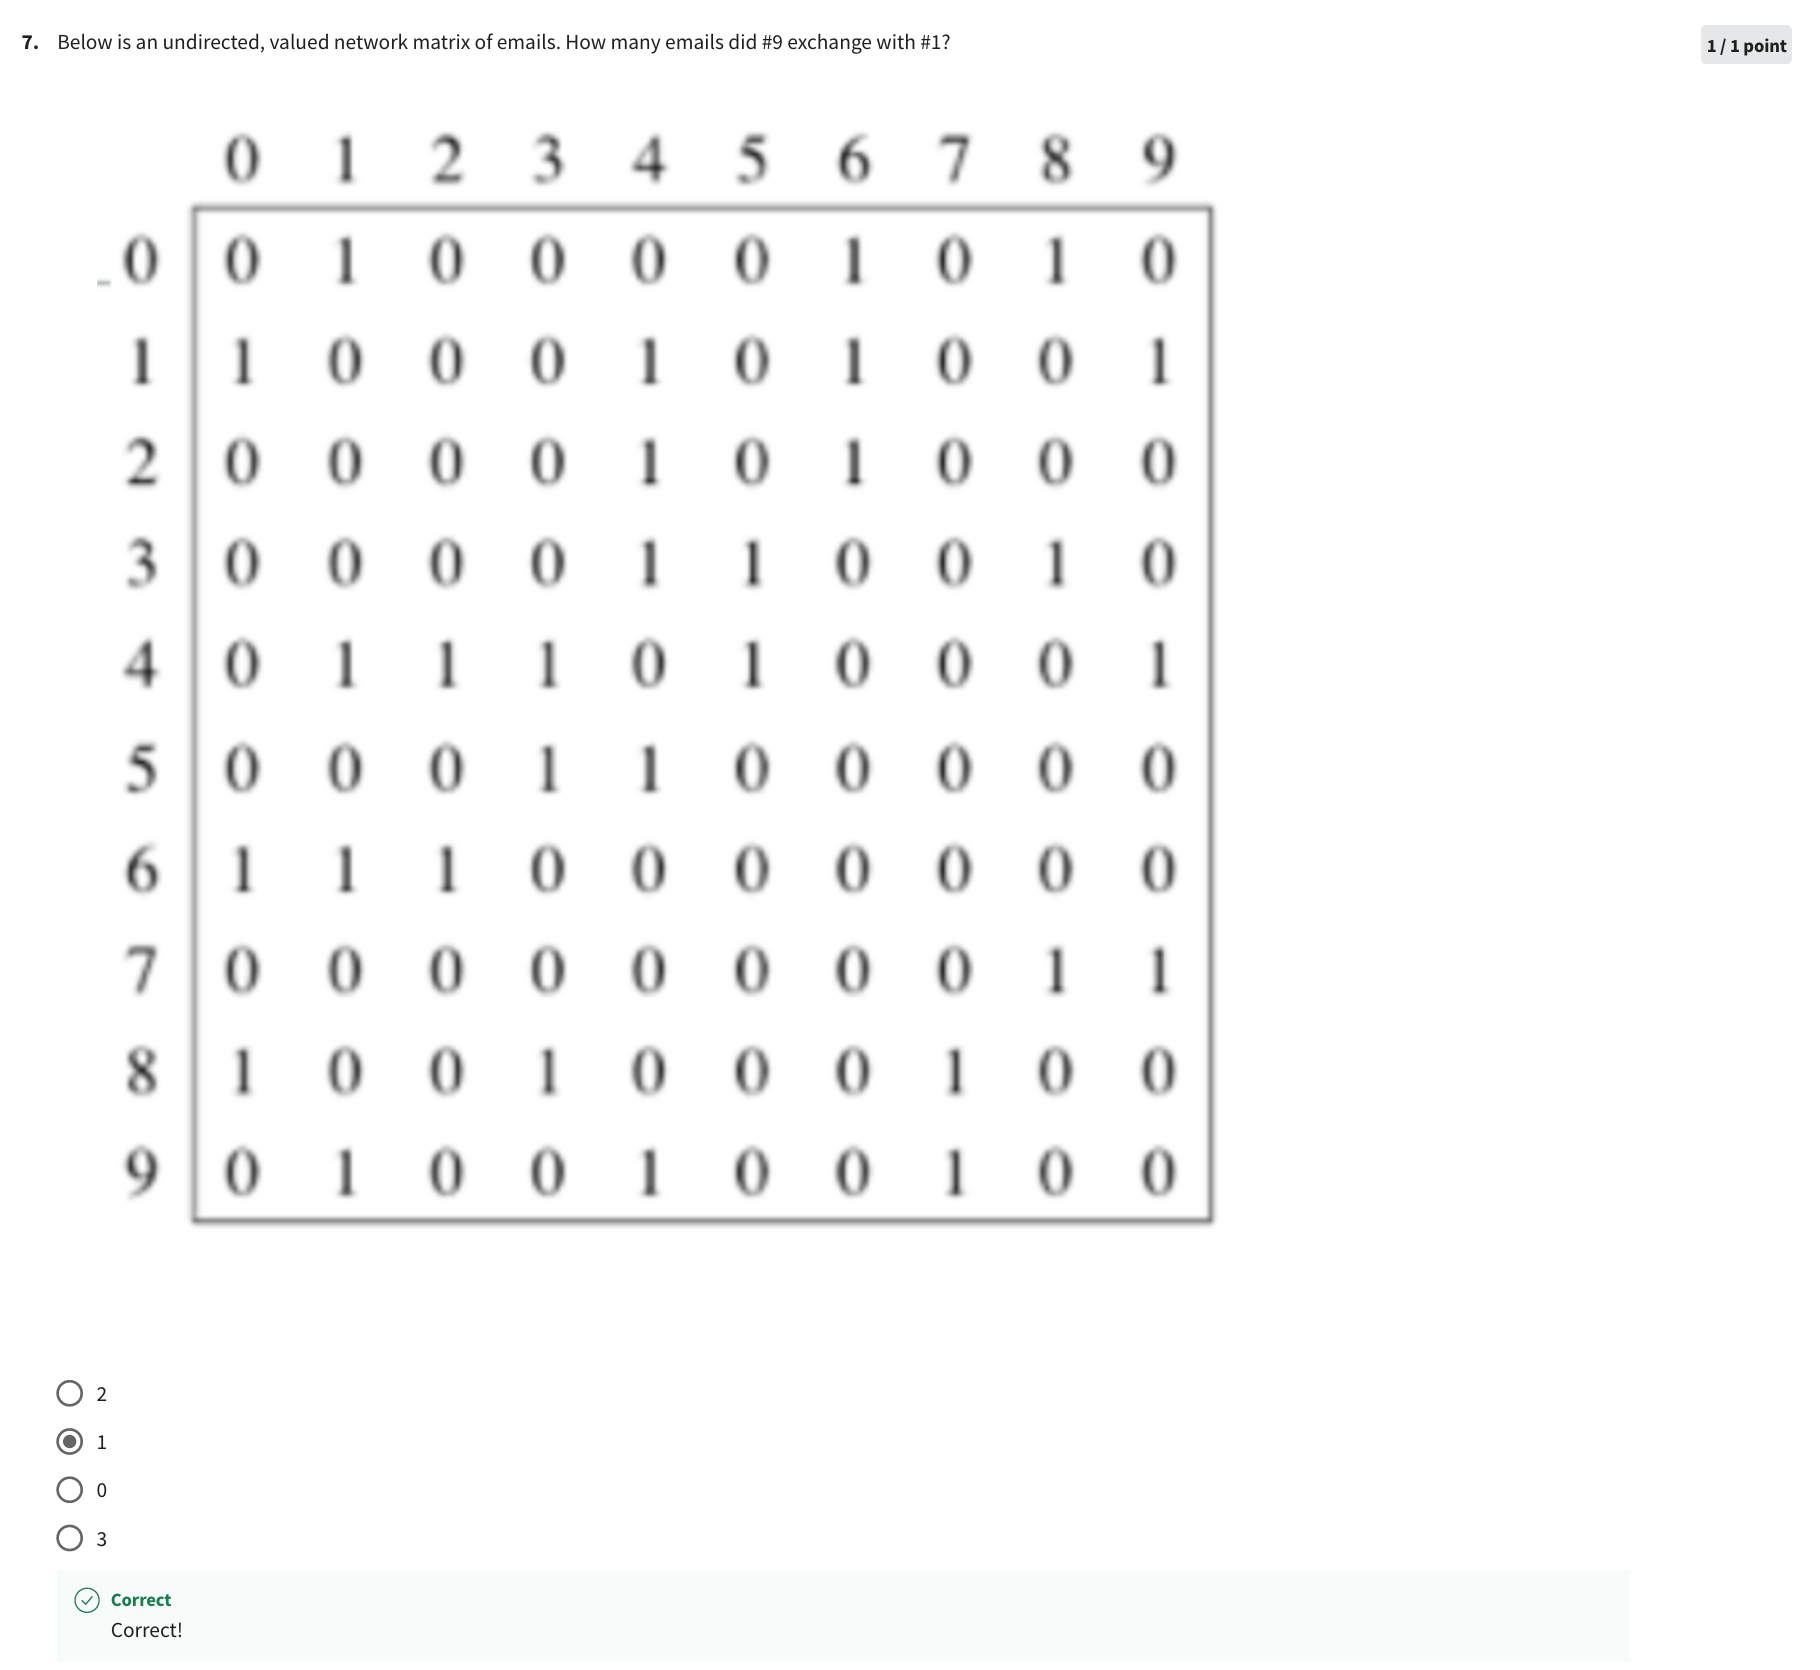 7. Below is an undirected, valued network matrix of emails. How many emails did #9 exchange with #1?
1 / 1 point
0 1 2 3 4 5 6 7 8 9
0 0 1 0 0 0 0 1 0 1 0
1 1 0 0 0 1 0 1 0 0 1
2 0 0 0 0 1 0 1 0 0 0
3 0 0 0 0 1 1 0 0 1 0
4 0 1 1 1 0 1 0 0 0 1
5 0 0 0 1 1 0 0 0 0 0
6 1 1 1 0 0 0 0 0 0 0
7 0 0 0 0 0 0 0 0 1 1
8 1 0 0 1 0 0 0 1 0 0
9 0 1 0 0 1 0 0 1 0 0
2
1
0
3
Correct
Correct!